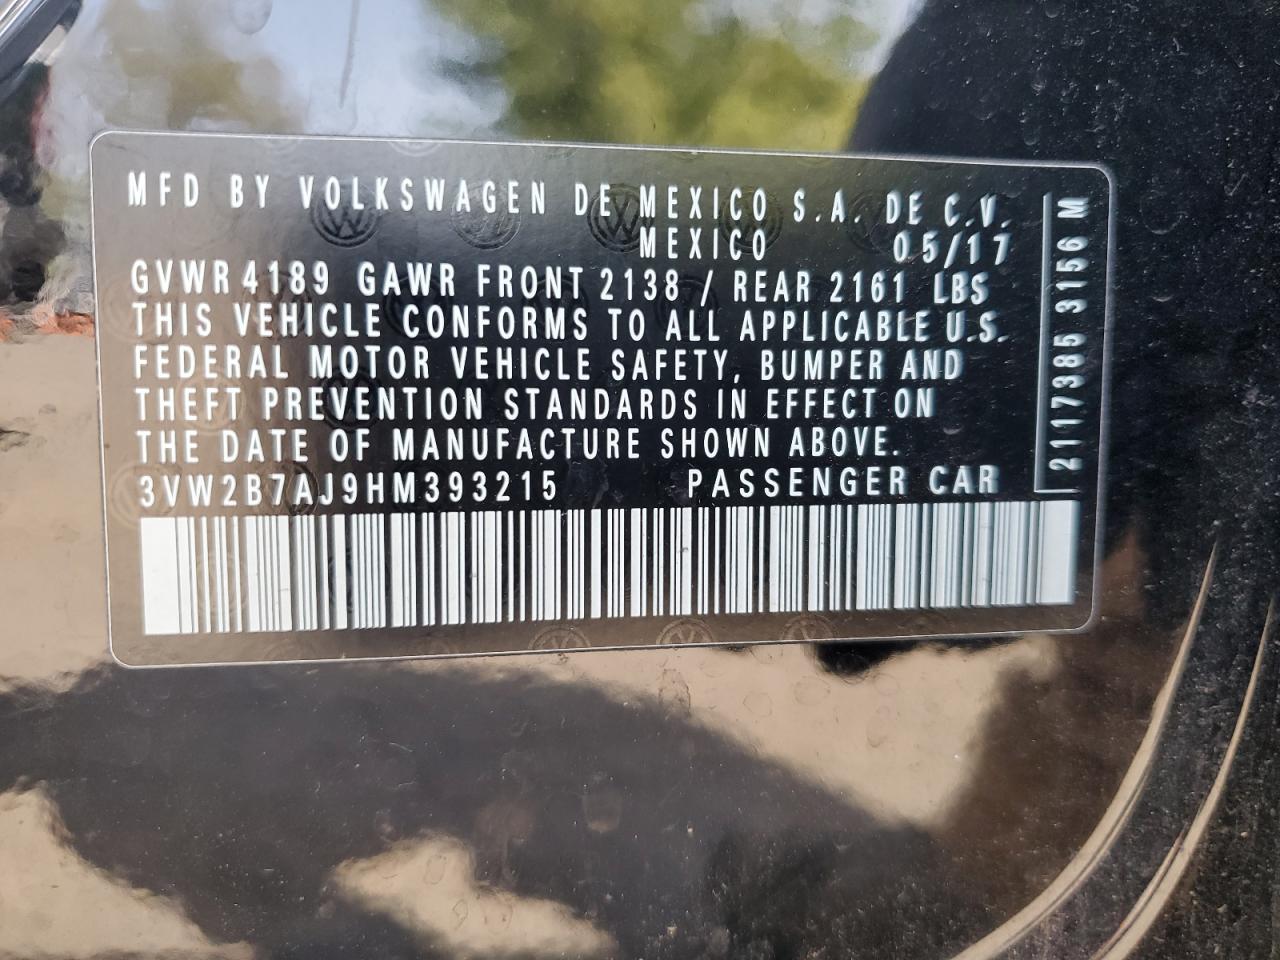 MFD BY VOLKSWAGEN DE MEXICO S.A. DE C.V.
MEXICO 05/17
GVWR 4189 GAWR FRONT 2138 / REAR 2161 LBS
THIS VEHICLE CONFORMS TO ALL APPLICABLE U.S.
FEDERAL MOTOR VEHICLE SAFETY, BUMPER AND
THEFT PREVENTION STANDARDS IN EFFECT ON
THE DATE OF MANUFACTURE SHOWN ABOVE.
3VW2B7AJ9HM393215 PASSENGER CAR
2117385 3156 M